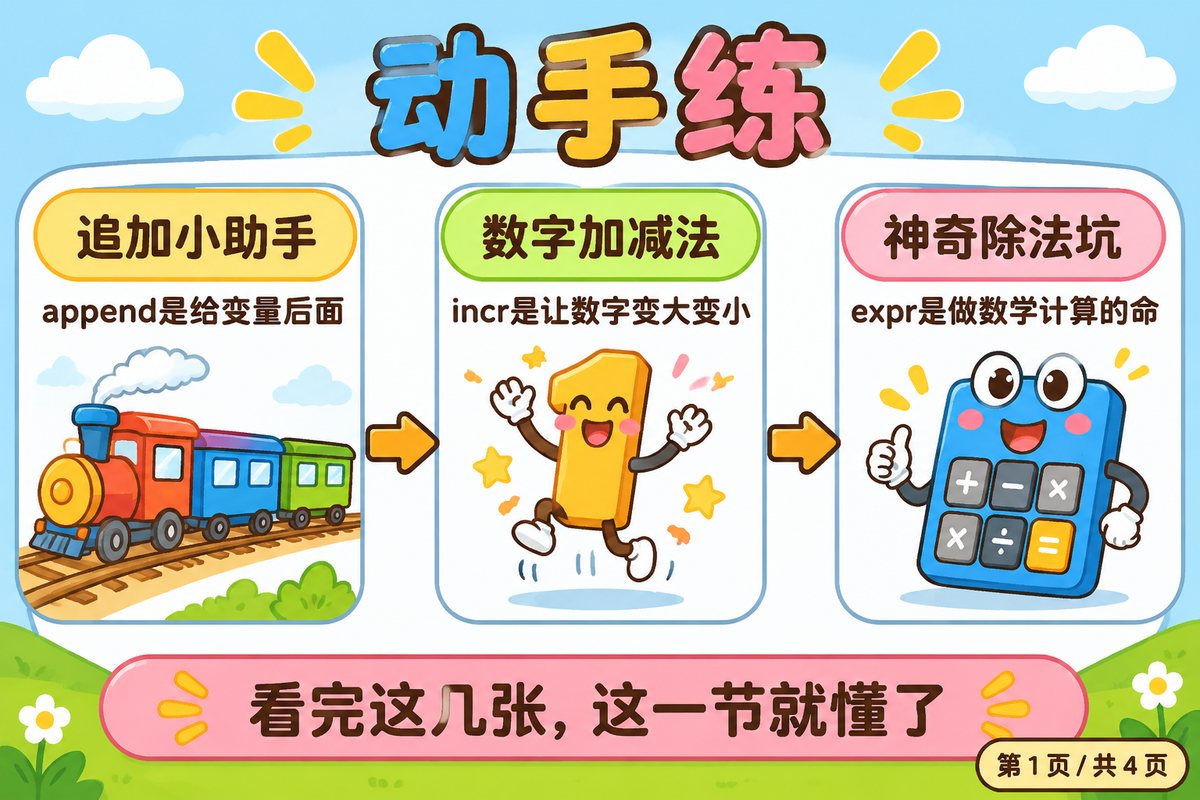 动手练
追加小助手
append是给变量后面
数字加减法
incr是让数字变大变小
神奇除法坑
expr是做数学计算的命
+ − ×
× ÷ =
看完这几张，这一节就懂了
第1页/共4页